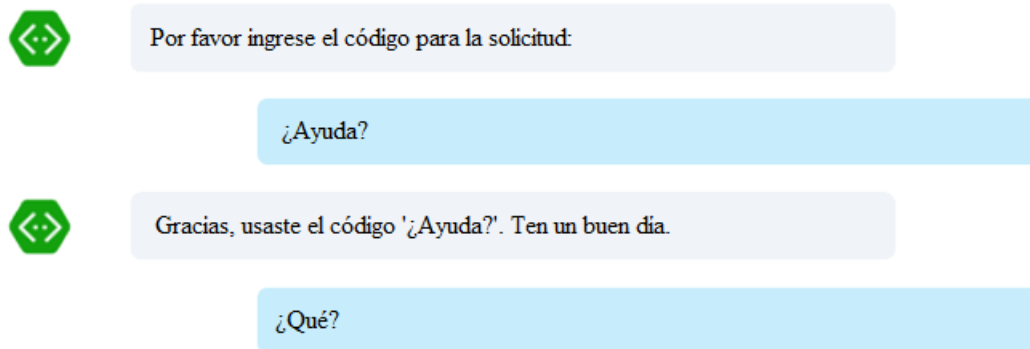 Por favor ingrese el código para la solicitud:
¿Ayuda?
Gracias, usaste el código '¿Ayuda?'. Ten un buen día.
¿Qué?